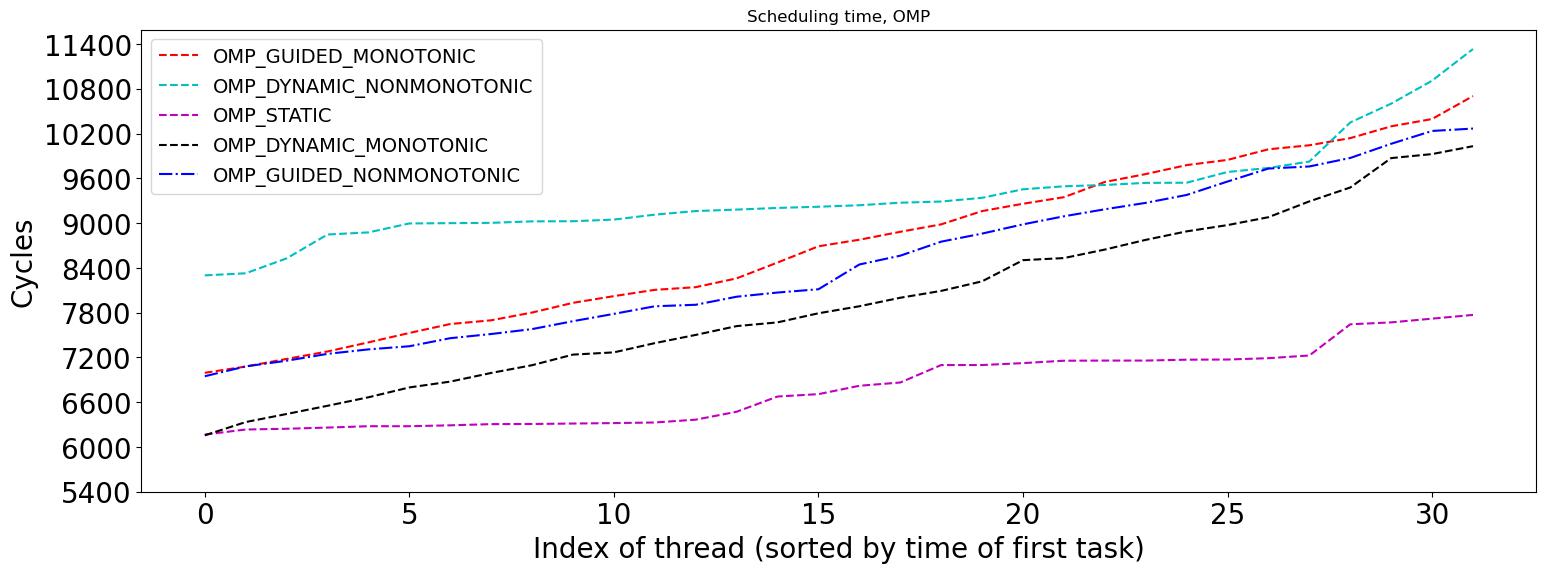 Scheduling time, OMP
11400
10800
10200
9600
9000
8400
7800
7200
6600
6000
5400
Cycles
OMP_GUIDED_MONOTONIC
OMP_DYNAMIC_NONMONOTONIC
OMP_STATIC
OMP_DYNAMIC_MONOTONIC
OMP_GUIDED_NONMONOTONIC
0 5 10 15 20 25 30
Index of thread (sorted by time of first task)